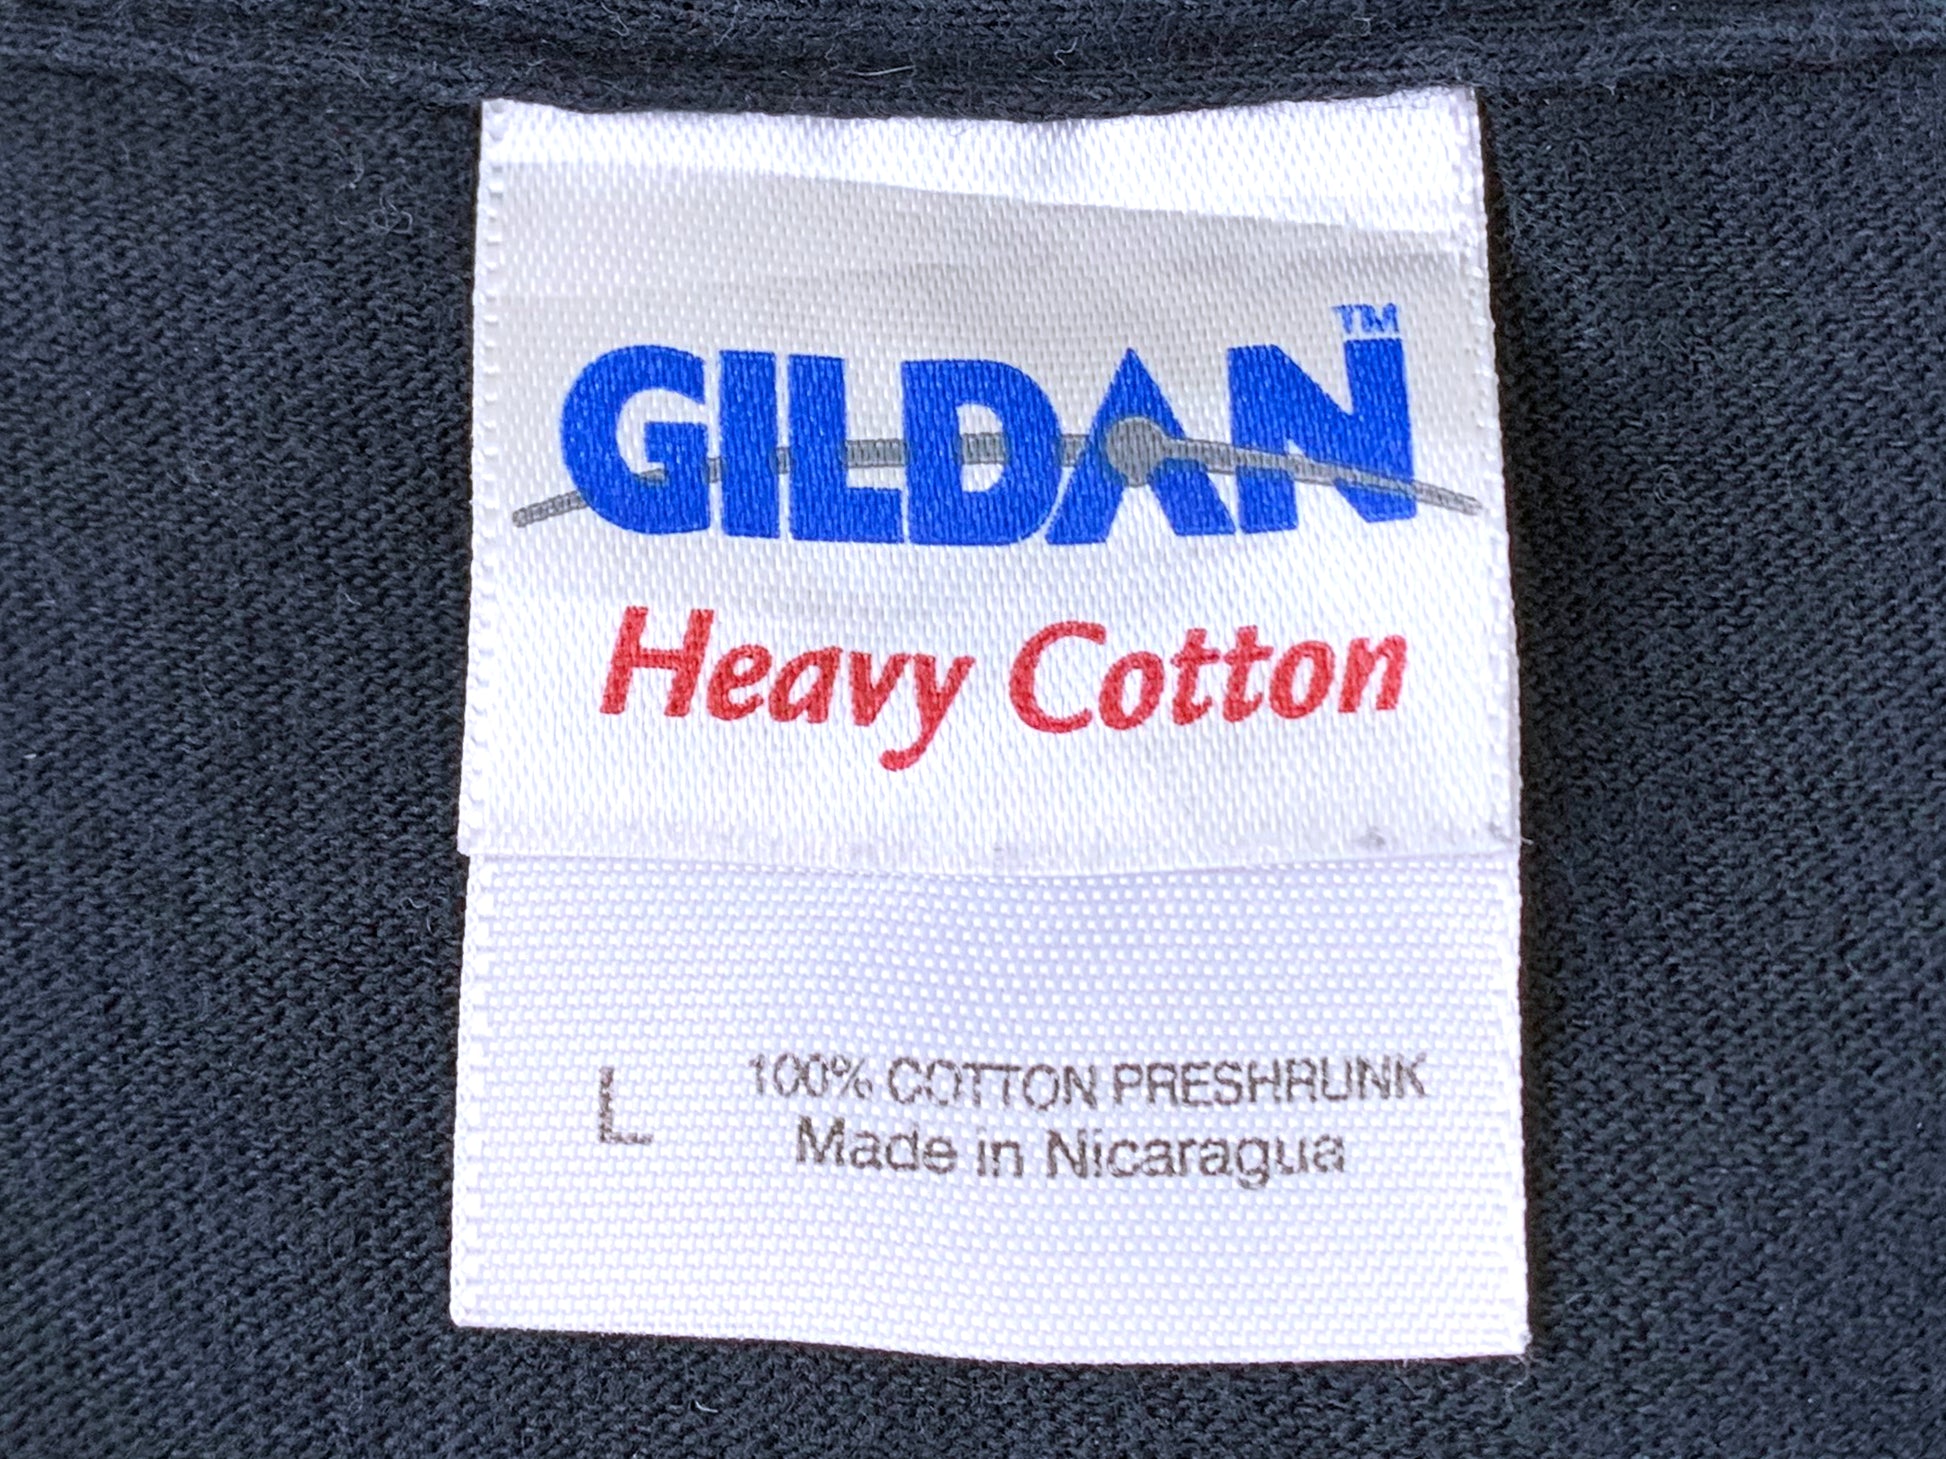 GILDAN™
Heavy Cotton
L
100% COTTON PRESHRUNK
Made in Nicaragua